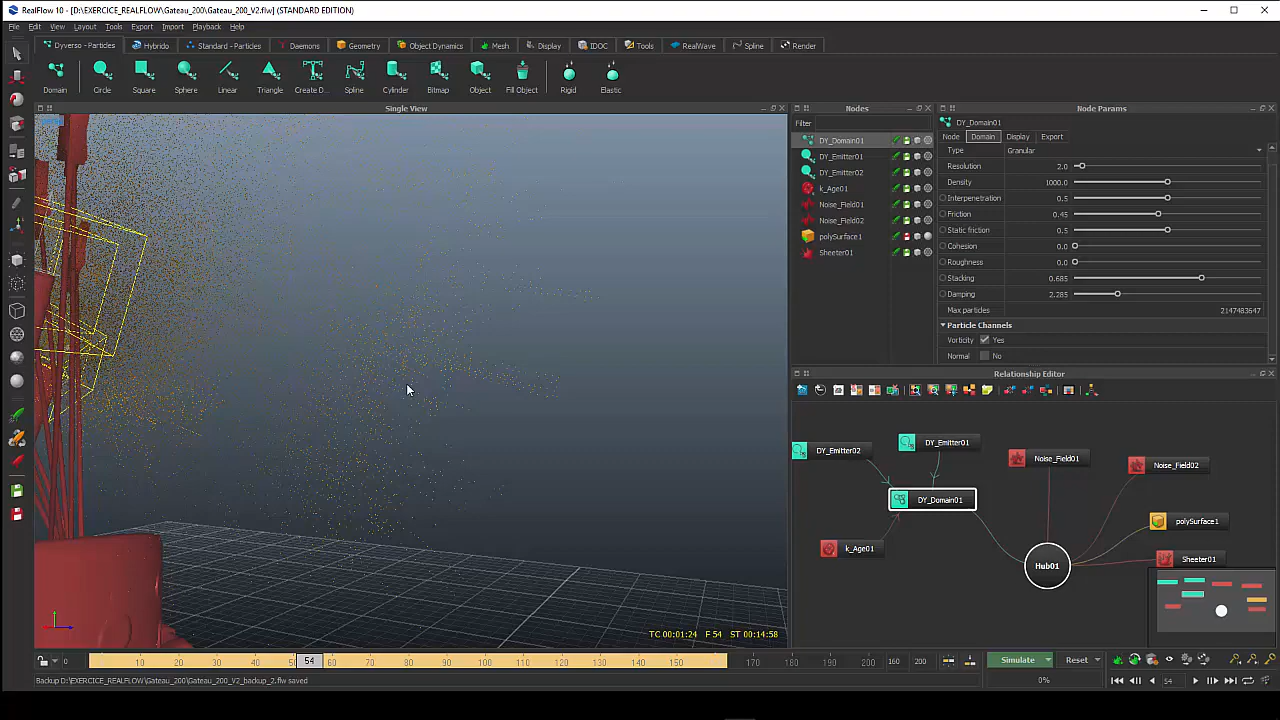 RealFlow 10 - [D:\EXERCICE_REALFLOW\Gateau_200\Gateau_200_V2.flw] (STANDARD EDITION)
File Edit View Layout Tools Export Import Playback Help
Dyverso - Particles Hybrido Standard - Particles Daemons Geometry Object Dynamics Mesh Display IDOC Tools RealWave Spline Render
Domain Circle Square Sphere Linear Triangle Create D... Spline Cylinder Bitmap Object Fill Object Rigid Elastic
Single View
Nodes
Node Params
Filter
DY_Domain01
DY_Emitter01
DY_Emitter02
k_Age01
Noise_Field01
Noise_Field02
polySurface1
Sheeter01
DY_Domain01
Node Domain Display Export
Type Granular
Resolution 2.0
Density 1000.0
Interpenetration 0.5
Friction 0.45
Static friction 0.5
Cohesion 0.0
Roughness 0.0
Stacking 0.685
Damping 2.285
Max particles 2147483647
Particle Channels
Vorticity Yes
Normal No
Relationship Editor
DY_Emitter02
DY_Emitter01
Noise_Field01
Noise_Field02
DY_Domain01
polySurface1
k_Age01
Sheeter01
Hub01
TC 00:01:24 F 54 ST 00:14:58
0 10 20 30 40 50 54 60 70 80 90 100 110 120 130 140 150 170 180 190 200 160 200
Simulate Reset
0%
54
Backup D:\EXERCICE_REALFLOW\Gateau_200\Gateau_200_V2_backup_2.flw saved